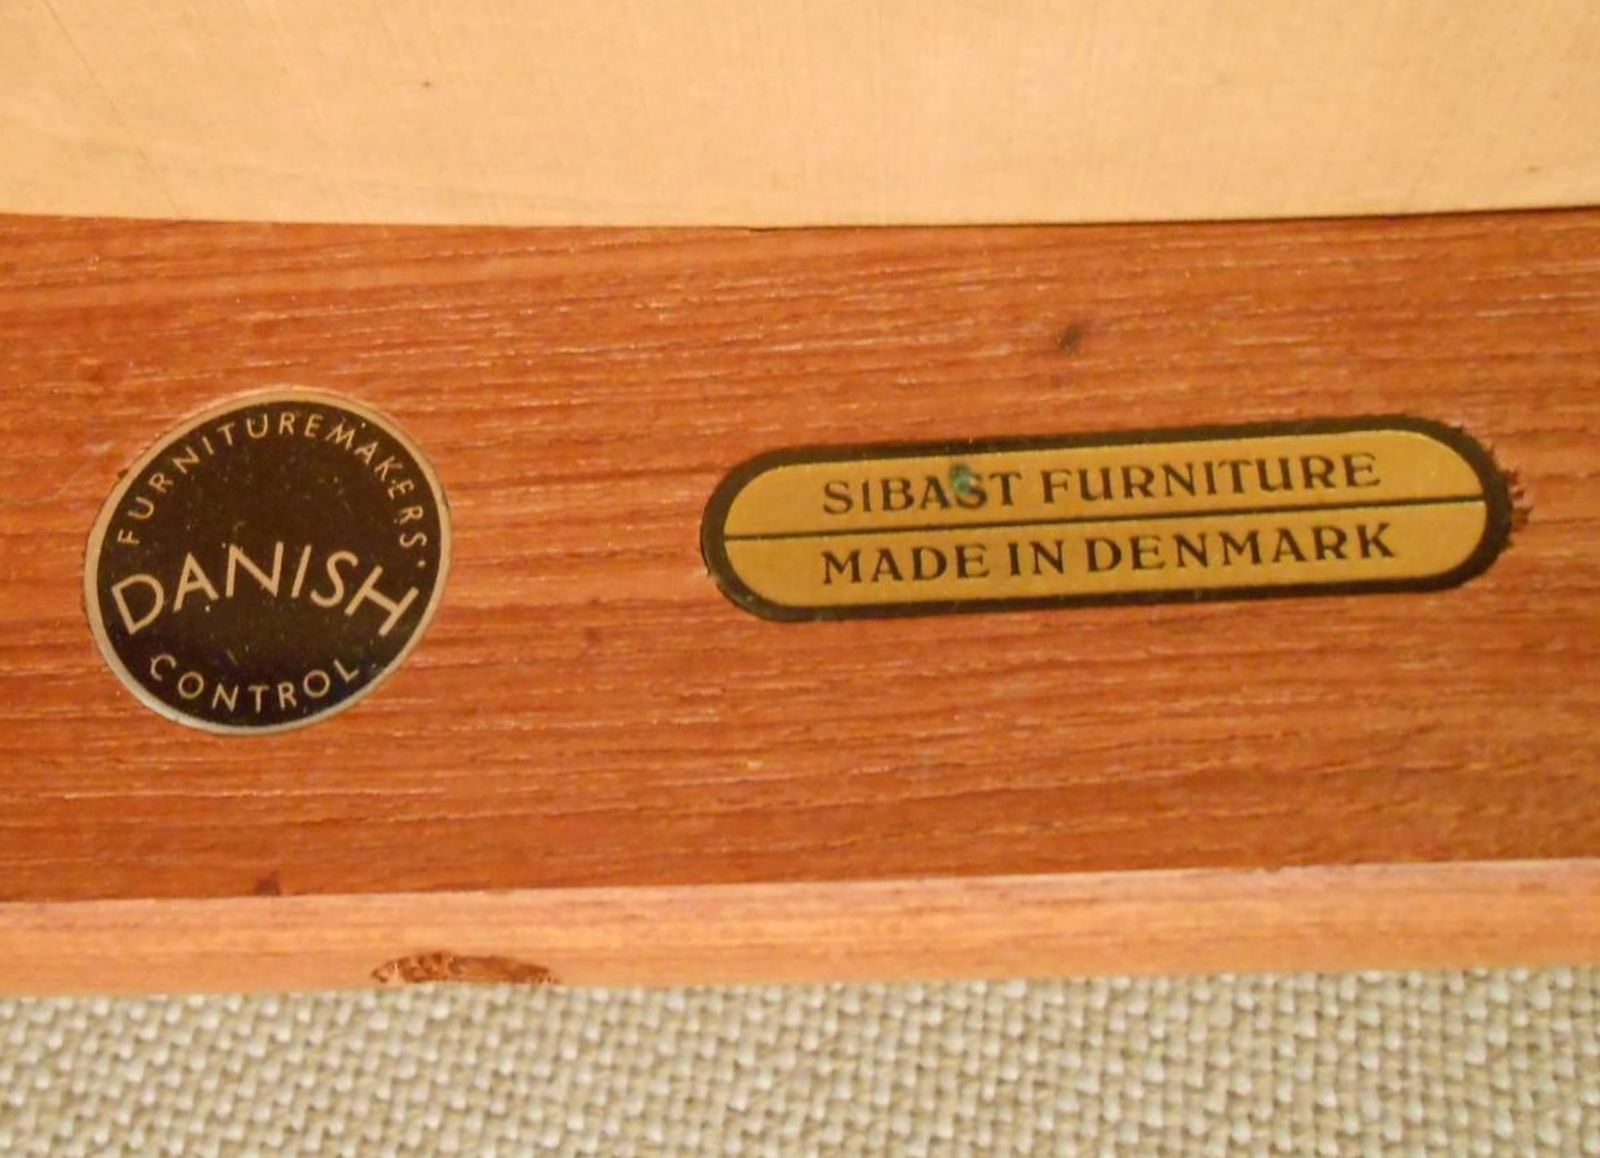 FURNITUREMAKERS'
DANISH
CONTROL
SIBAST FURNITURE
MADE IN DENMARK